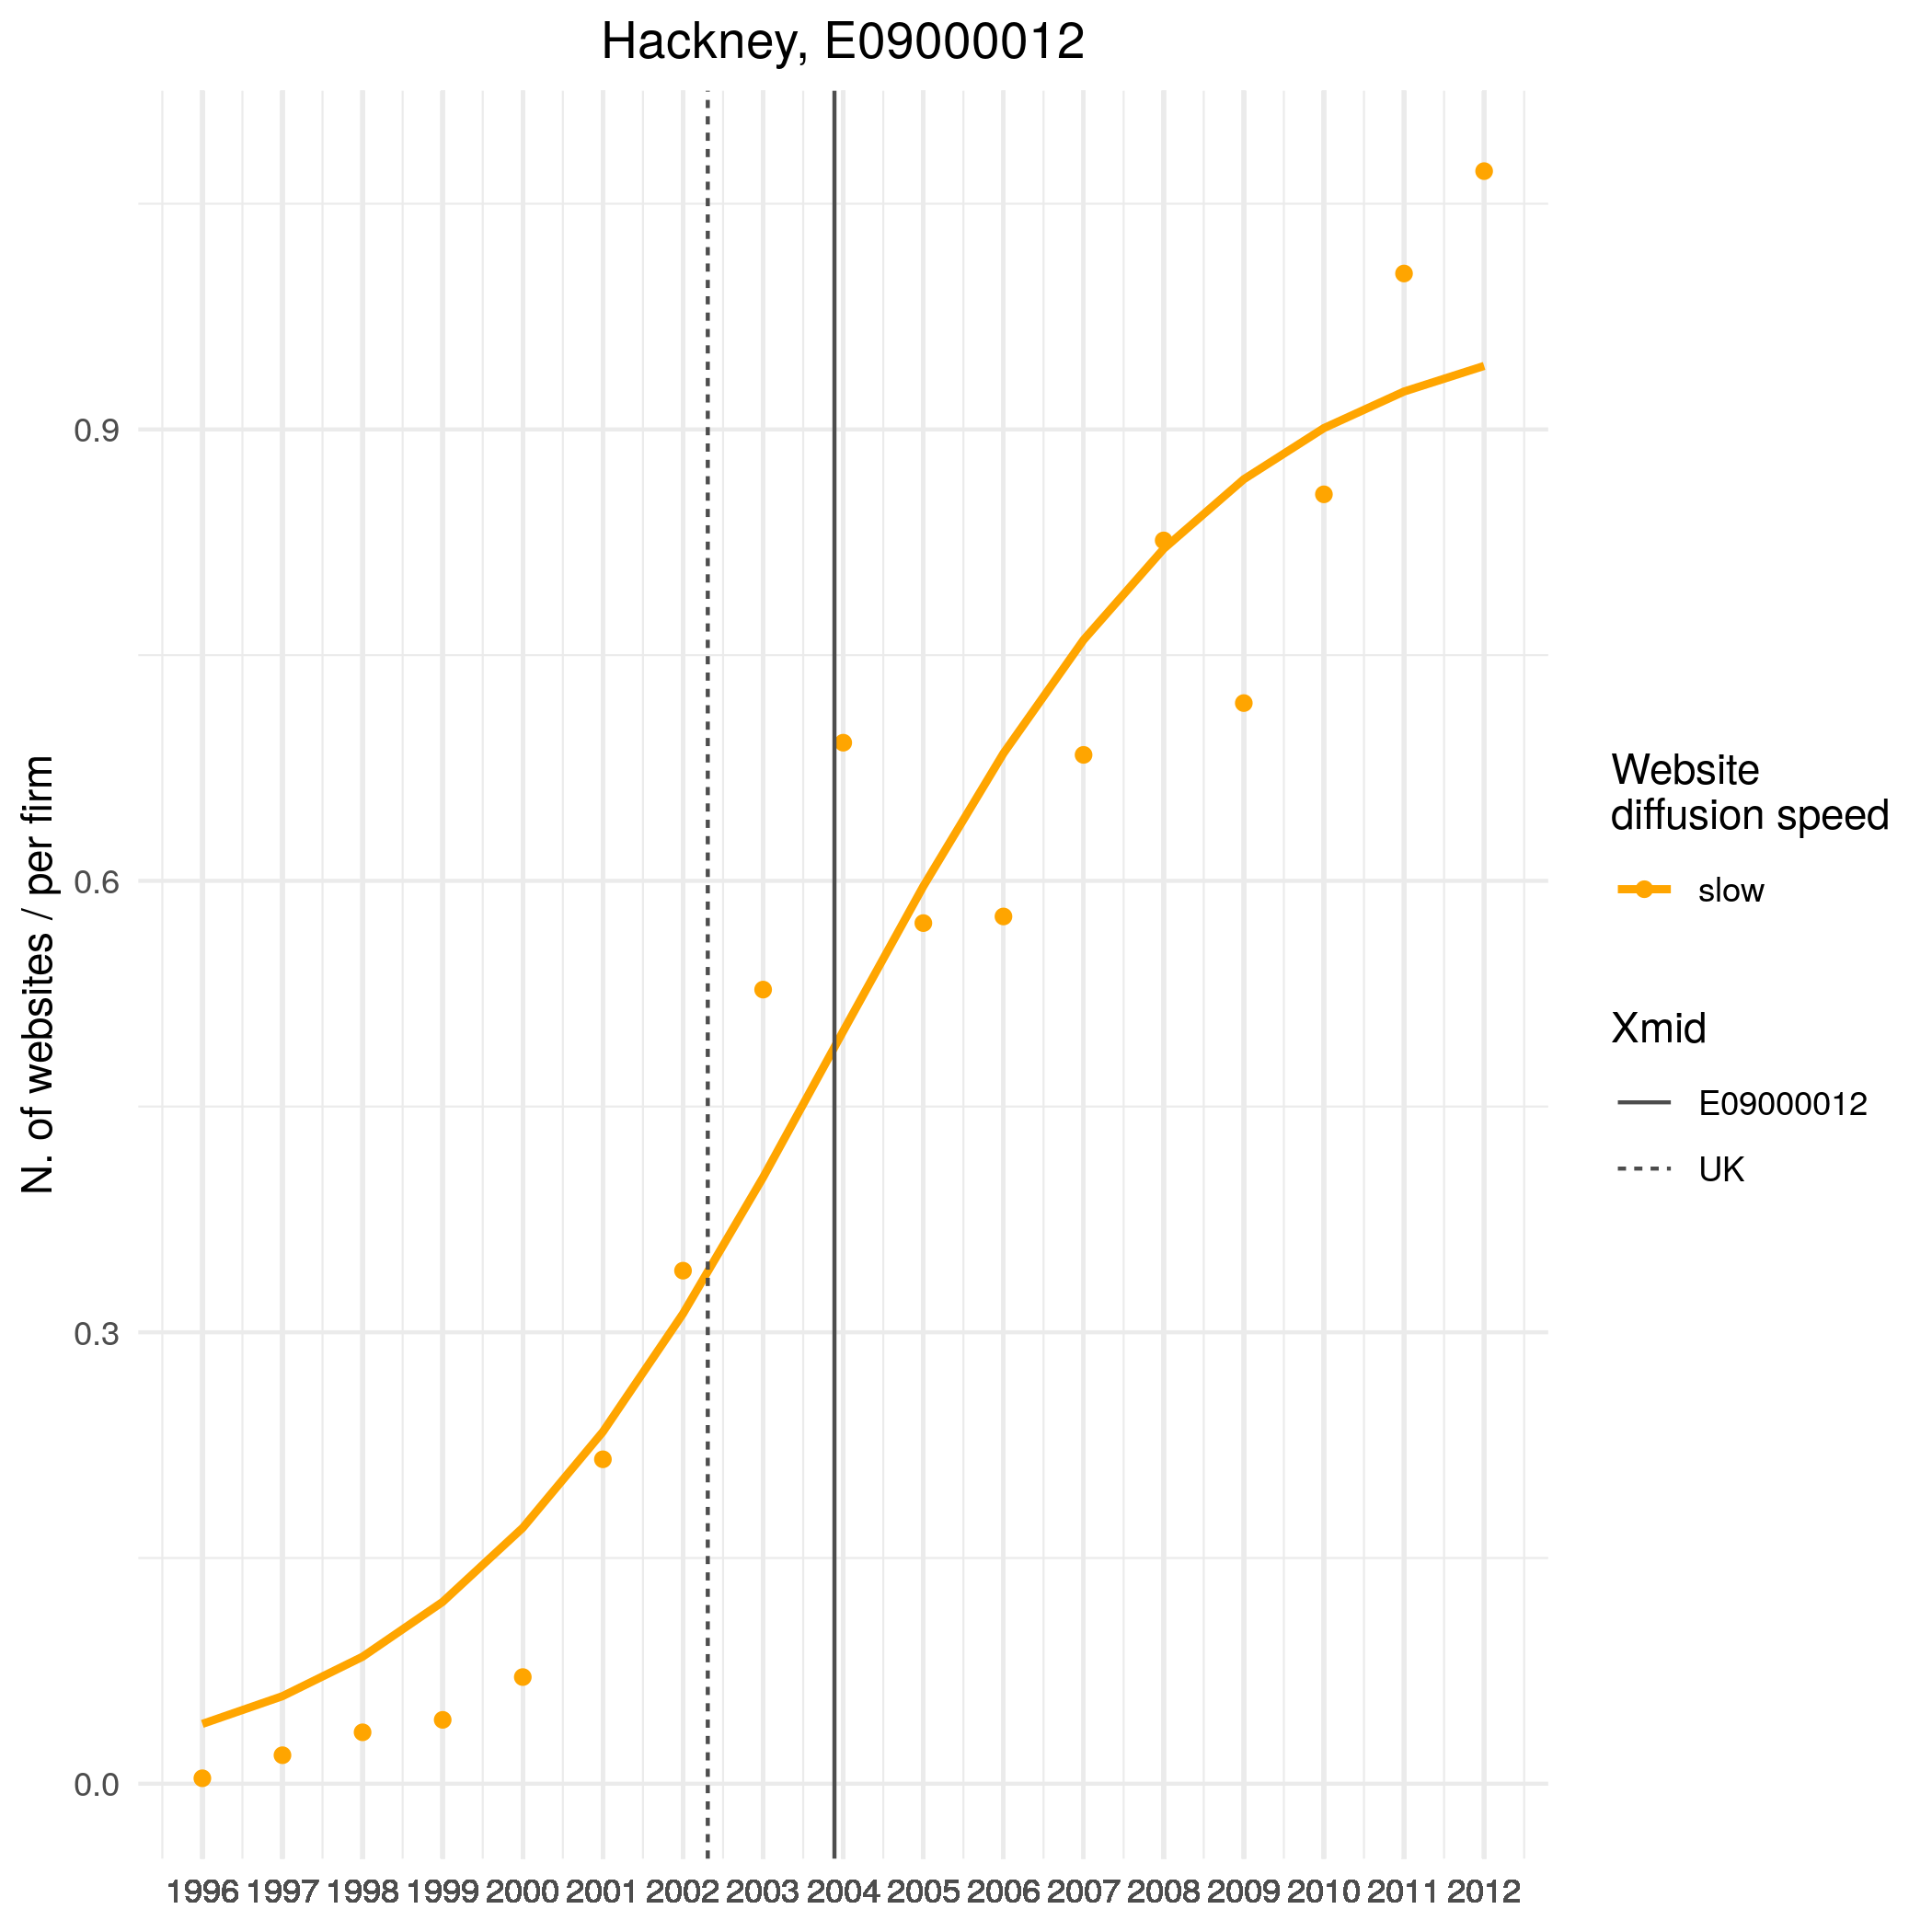 Hackney, E09000012
N. of websites / per firm
0.9
0.6
0.3
0.0
1996 1997 1998 1999 2000 2001 2002 2003 2004 2005 2006 2007 2008 2009 2010 2011 2012
Website
diffusion speed
slow
Xmid
E09000012
UK